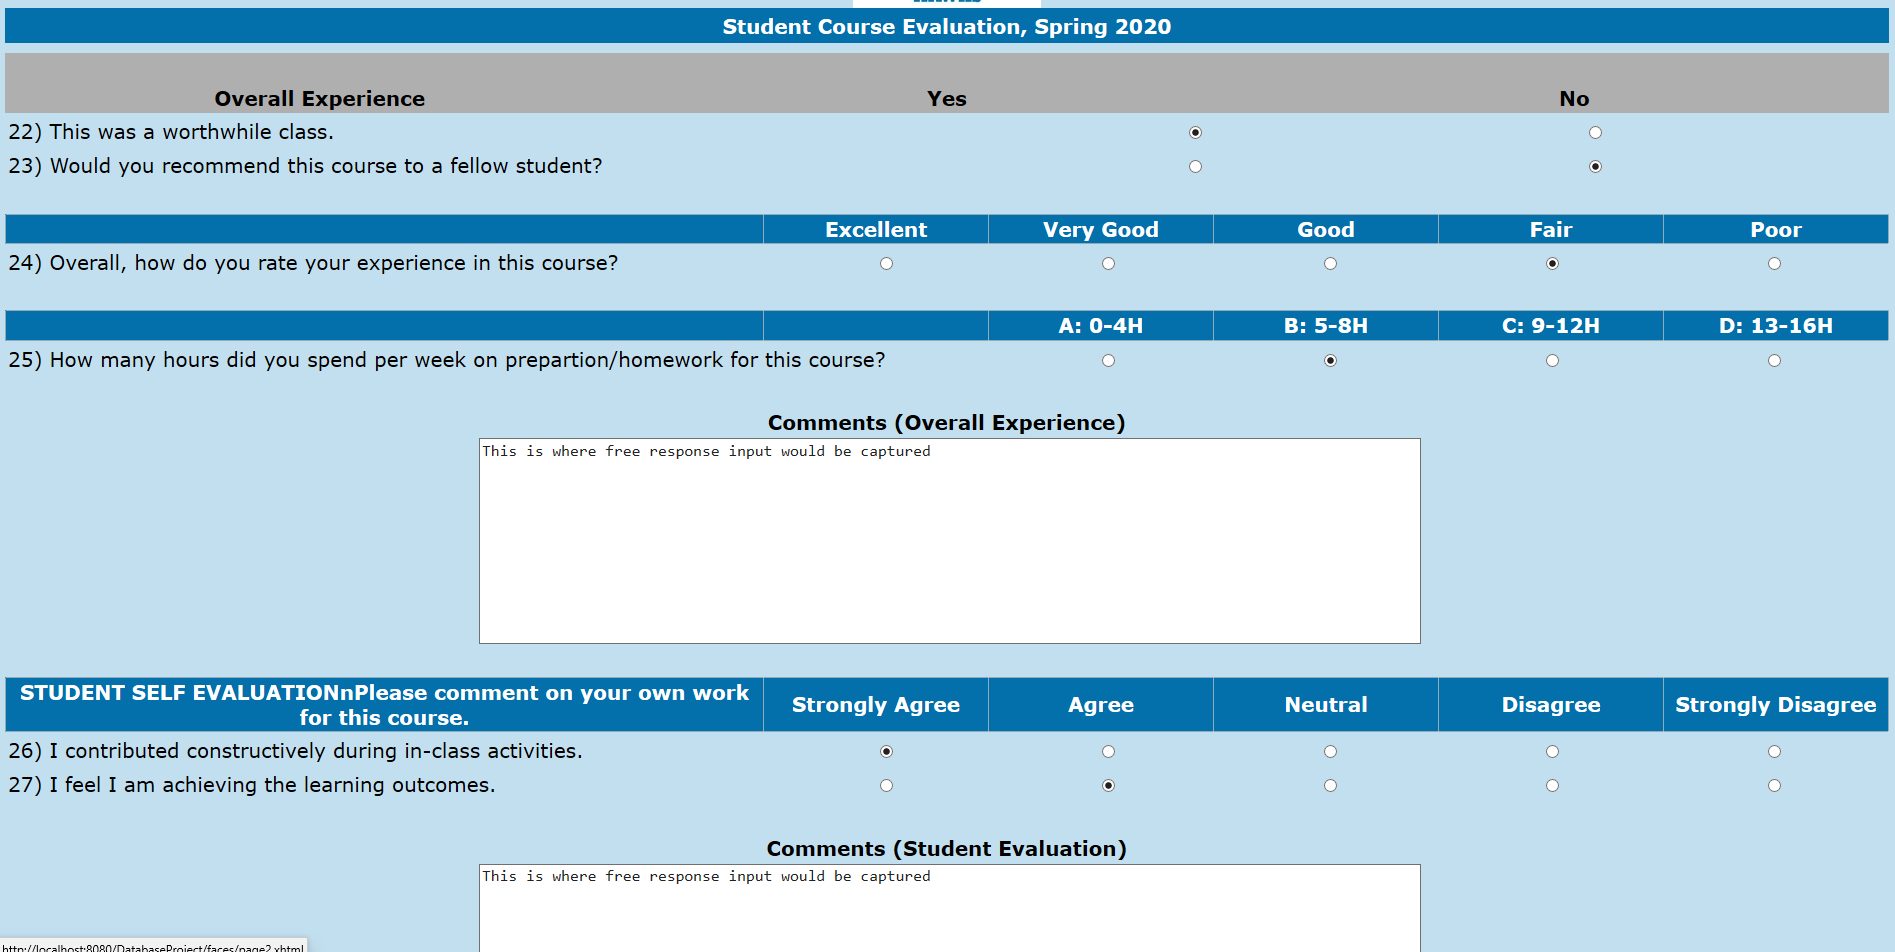 Student Course Evaluation, Spring 2020
Overall Experience Yes No
22) This was a worthwhile class.
23) Would you recommend this course to a fellow student?
Excellent Very Good Good Fair Poor
24) Overall, how do you rate your experience in this course?
A: 0-4H B: 5-8H C: 9-12H D: 13-16H
25) How many hours did you spend per week on prepartion/homework for this course?
Comments (Overall Experience)
This is where free response input would be captured
STUDENT SELF EVALUATIONnPlease comment on your own work
for this course.
Strongly Agree Agree Neutral Disagree Strongly Disagree
26) I contributed constructively during in-class activities.
27) I feel I am achieving the learning outcomes.
Comments (Student Evaluation)
This is where free response input would be captured
http://localhost:8080/DatabaseProject/faces/page2.xhtml